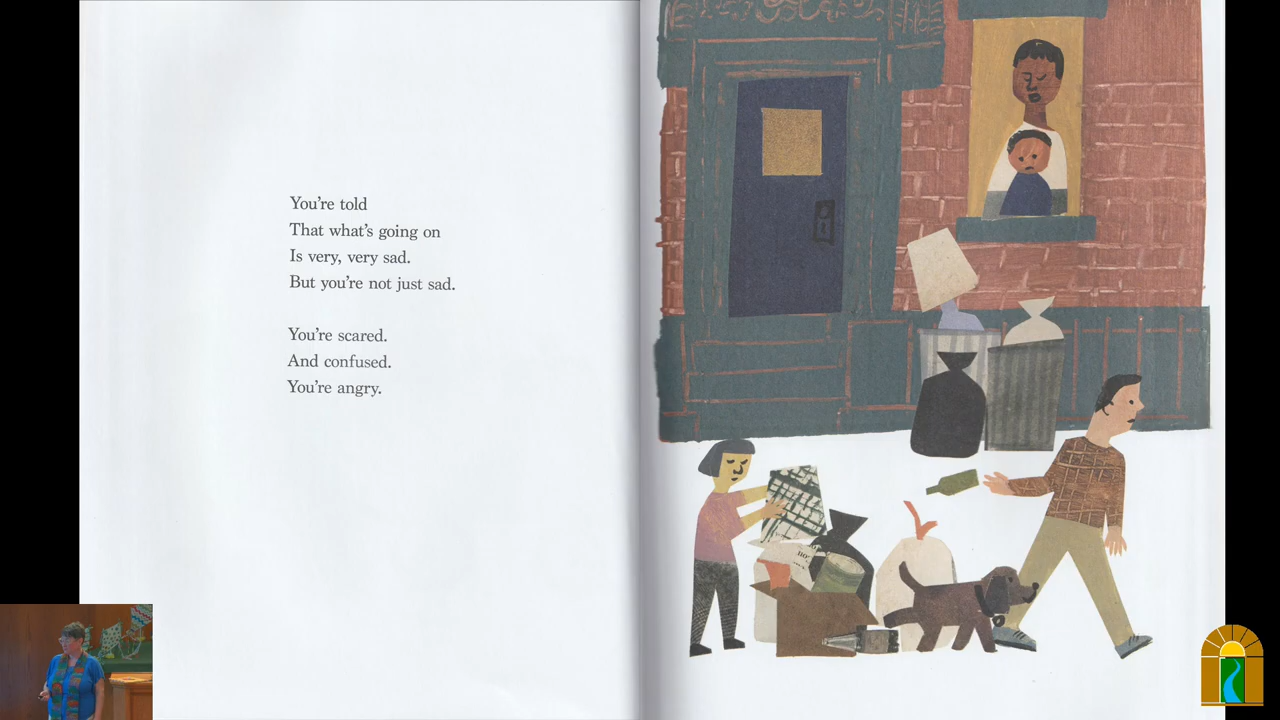 You're told
That what's going on
Is very, very sad.
But you're not just sad.
You're scared.
And confused.
You're angry.